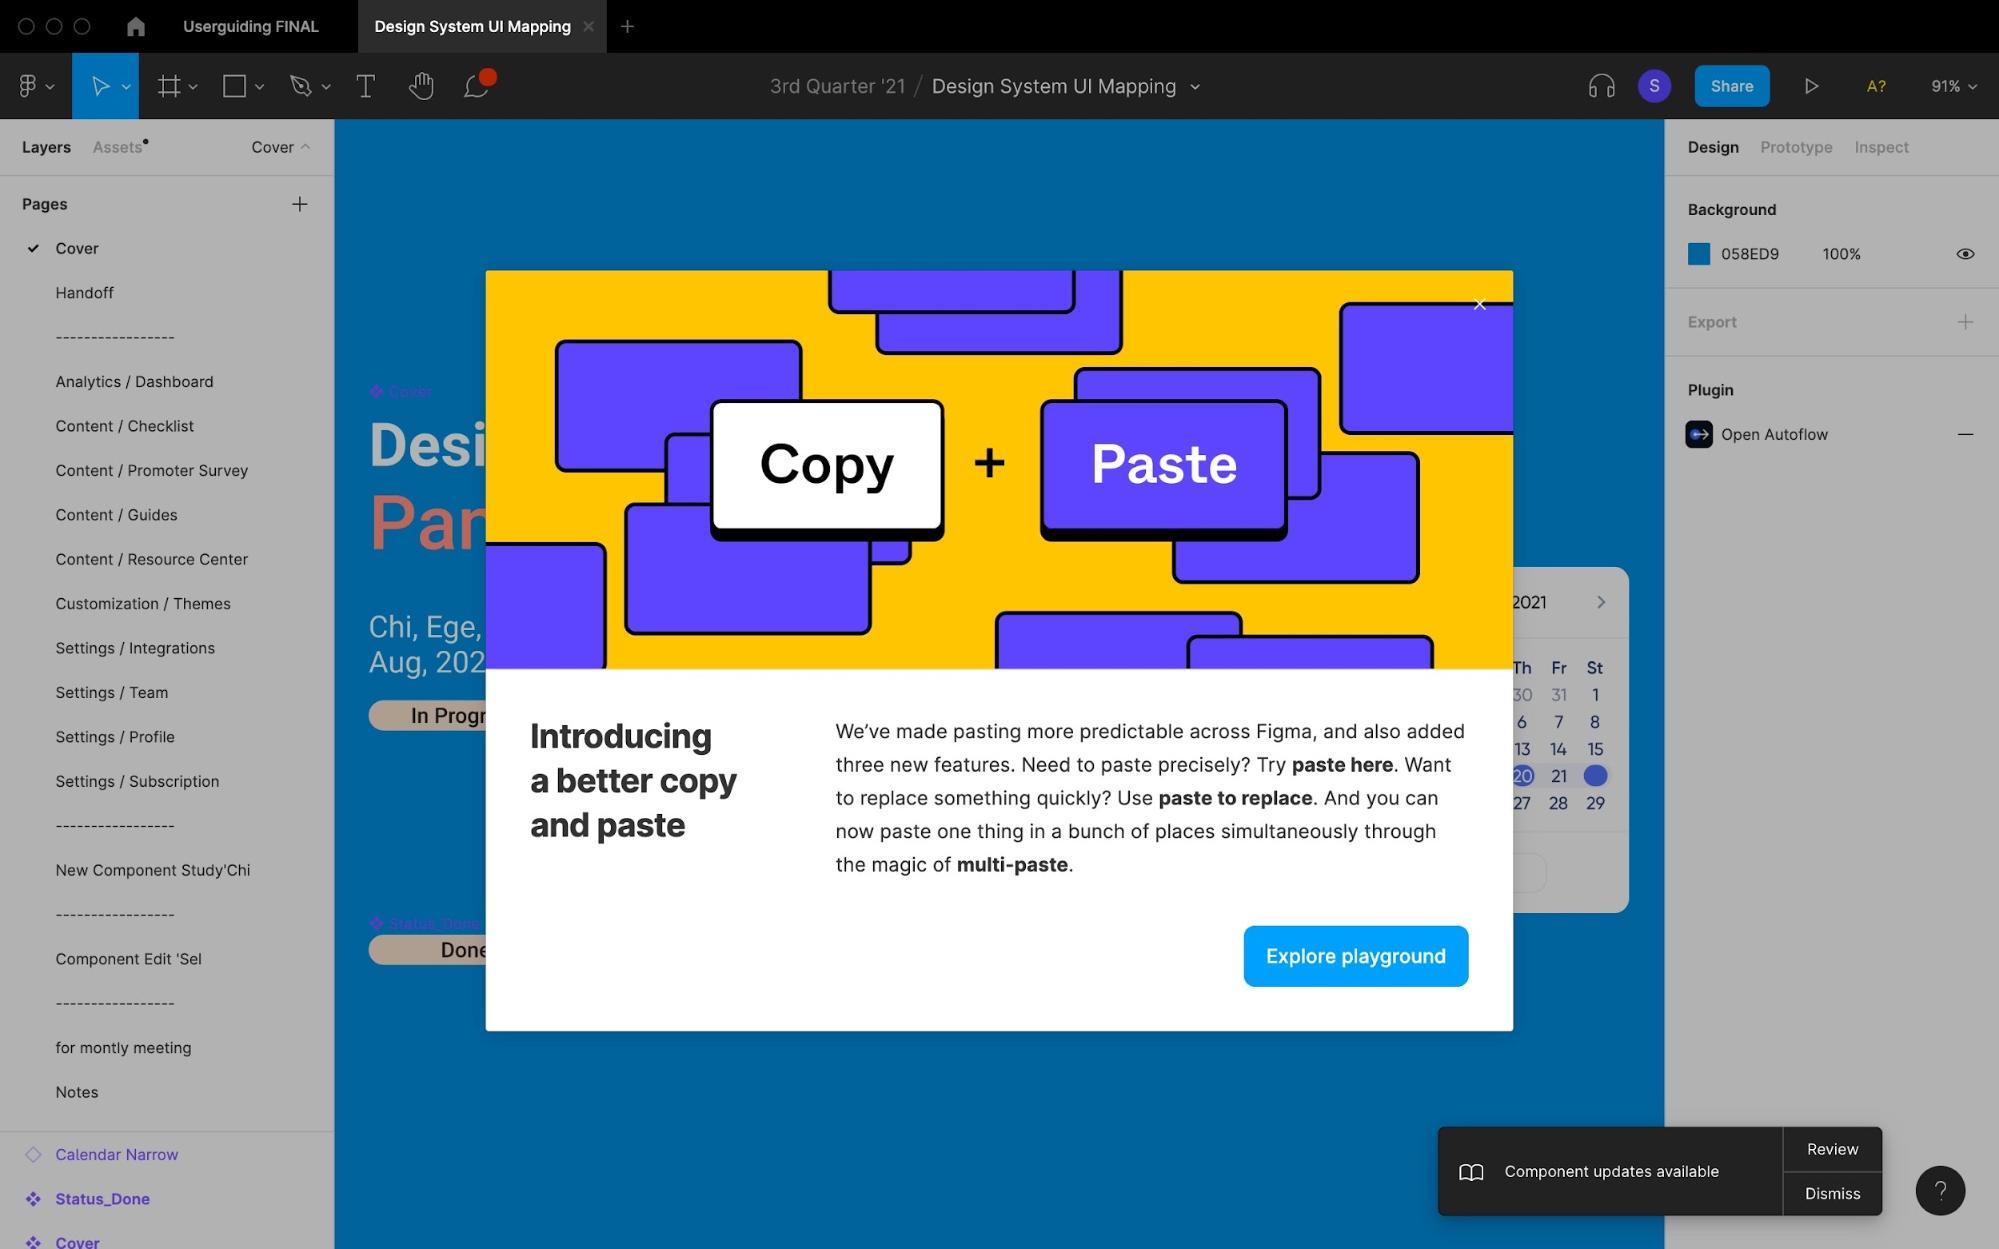 Userguiding FINAL
Design System UI Mapping
3rd Quarter '21 / Design System UI Mapping
S
Share
A?
91%
Layers
Assets
Cover
Pages
Cover
Handoff
-----------------
Analytics / Dashboard
Content / Checklist
Content / Promoter Survey
Content / Guides
Content / Resource Center
Customization / Themes
Settings / Integrations
Settings / Team
Settings / Profile
Settings / Subscription
-----------------
New Component Study'Chi
-----------------
Component Edit 'Sel
-----------------
for montly meeting
Notes
Calendar Narrow
Status_Done
Cover
Cover
Desi
Pan
Chi, Ege,
Aug, 202
In Progr
Status_Done
Done
Copy + Paste
Introducing
a better copy
and paste
We’ve made pasting more predictable across Figma, and also added
three new features. Need to paste precisely? Try paste here. Want
to replace something quickly? Use paste to replace. And you can
now paste one thing in a bunch of places simultaneously through
the magic of multi-paste.
Explore playground
2021
Th Fr St
30 31 1
6 7 8
13 14 15
20 21
27 28 29
Design
Prototype
Inspect
Background
058ED9 100%
Export
Plugin
Open Autoflow
Component updates available
Review
Dismiss
?